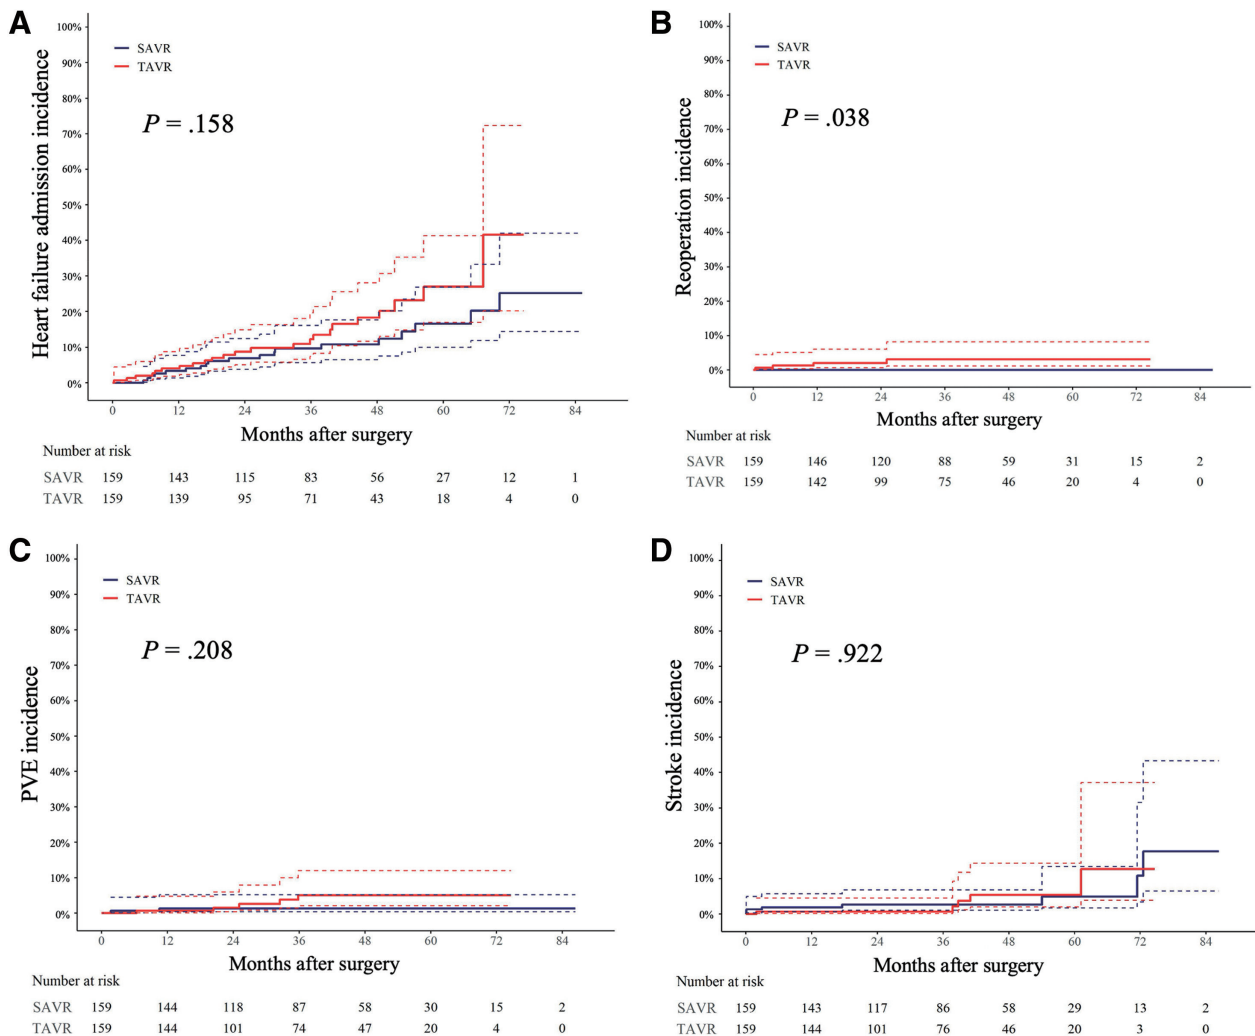 A
Heart failure admission incidence
100%
90%
80%
70%
60%
50%
40%
30%
20%
10%
0%
SAVR
TAVR
P = .158
0 12 24 36 48 60 72 84
Months after surgery
Number at risk
SAVR 159 143 115 83 56 27 12 1
TAVR 159 139 95 71 43 18 4 0
B
Reoperation incidence
100%
90%
80%
70%
60%
50%
40%
30%
20%
10%
0%
SAVR
TAVR
P = .038
0 12 24 36 48 60 72 84
Months after surgery
Number at risk
SAVR 159 146 120 88 59 31 15 2
TAVR 159 142 99 75 46 20 4 0
C
PVE incidence
100%
90%
80%
70%
60%
50%
40%
30%
20%
10%
0%
SAVR
TAVR
P = .208
0 12 24 36 48 60 72 84
Months after surgery
Number at risk
SAVR 159 144 118 87 58 30 15 2
TAVR 159 144 101 74 47 20 4 0
D
Stroke incidence
100%
90%
80%
70%
60%
50%
40%
30%
20%
10%
0%
SAVR
TAVR
P = .922
0 12 24 36 48 60 72 84
Months after surgery
Number at risk
SAVR 159 143 117 86 58 29 13 2
TAVR 159 144 101 76 46 20 3 0